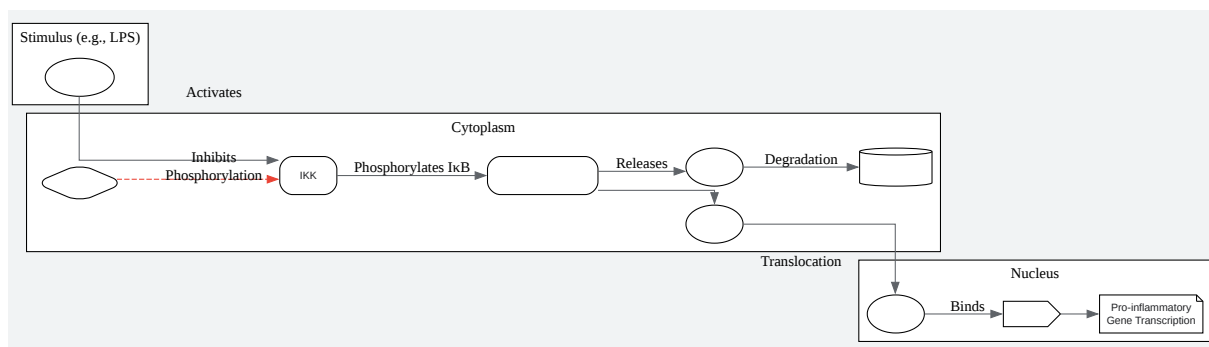 Stimulus (e.g., LPS)
Activates
Cytoplasm
Inhibits
Phosphorylation
IKK
Phosphorylates IκB
Releases
Degradation
Translocation
Nucleus
Binds
Pro-inflammatory
Gene Transcription